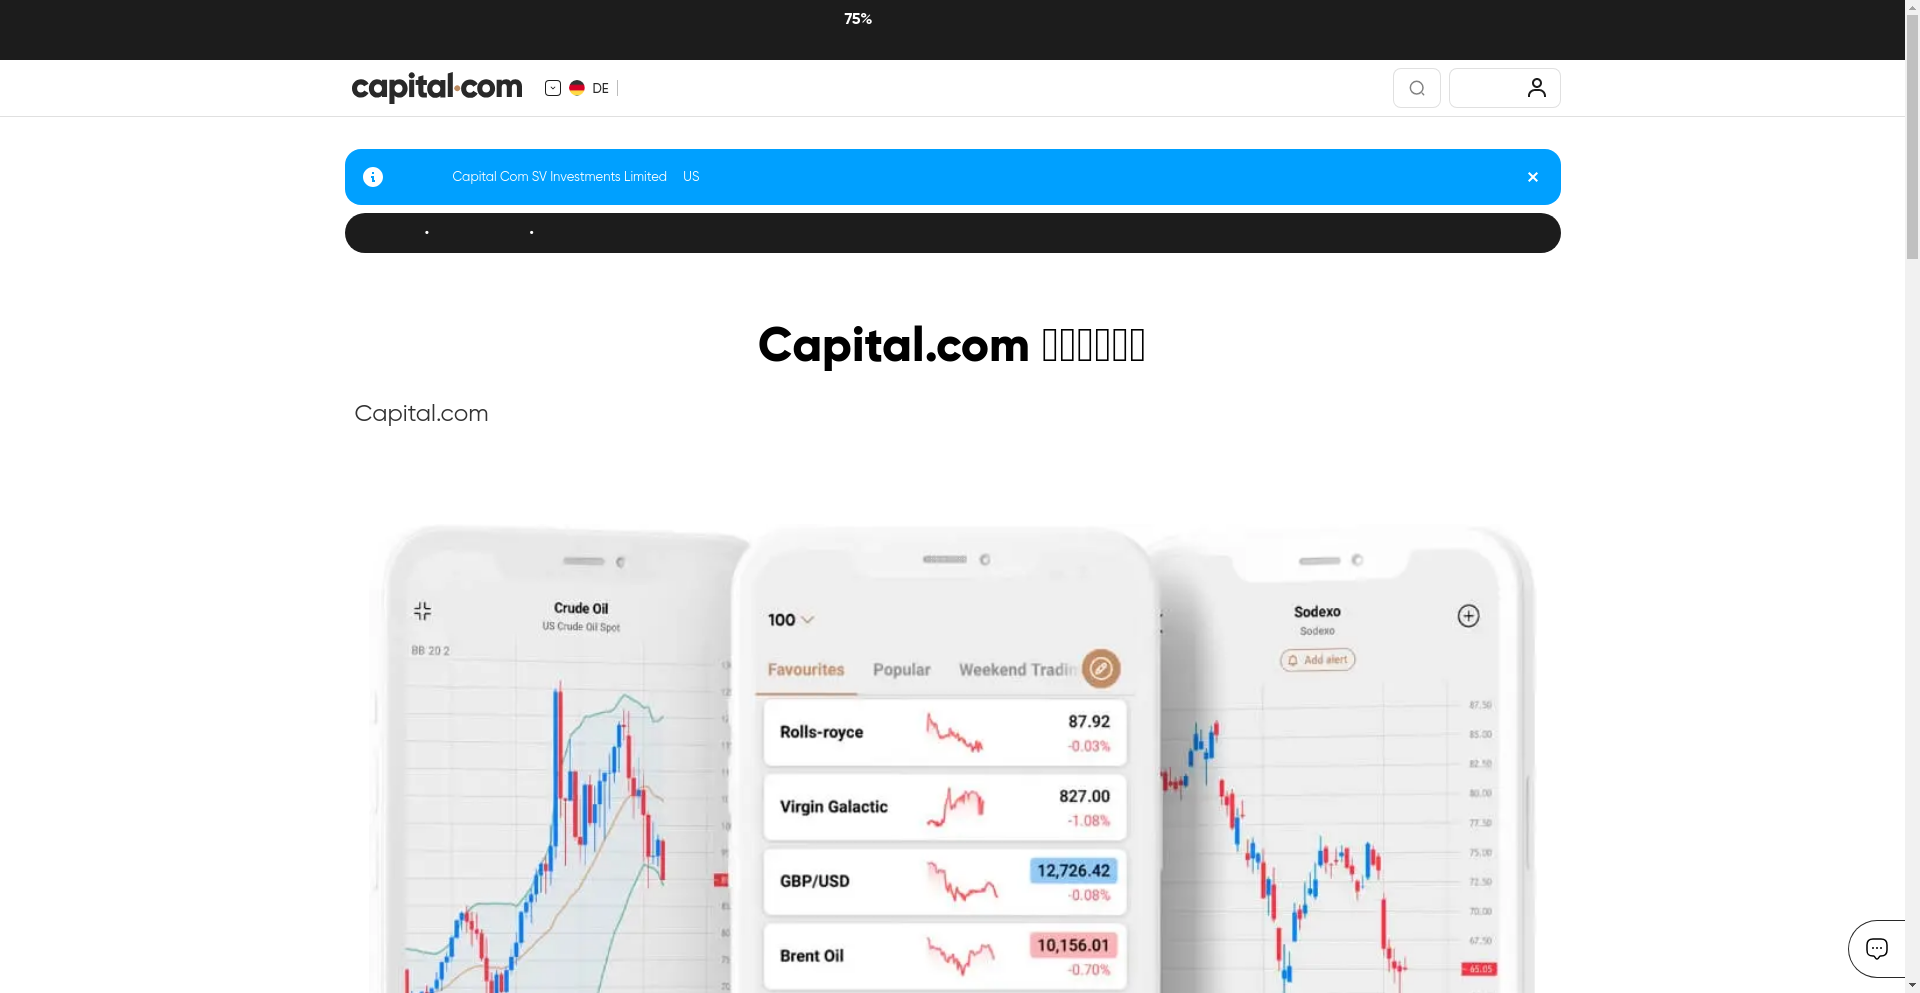 75%
capital.com
DE
Capital Com SV Investments Limited US
Capital.com
Capital.com
Crude Oil
US Crude Oil Spot
BB 20 2
100
Favourites Popular Weekend Tradin
Rolls-royce 87.92
-0.03%
Virgin Galactic 827.00
-1.08%
GBP/USD 12,726.42
-0.08%
Brent Oil 10,156.01
-0.70%
Sodexo
Sodexo
Add alert
87.50
85.00
82.50
80.00
77.50
75.00
72.50
70.00
67.50
65.05